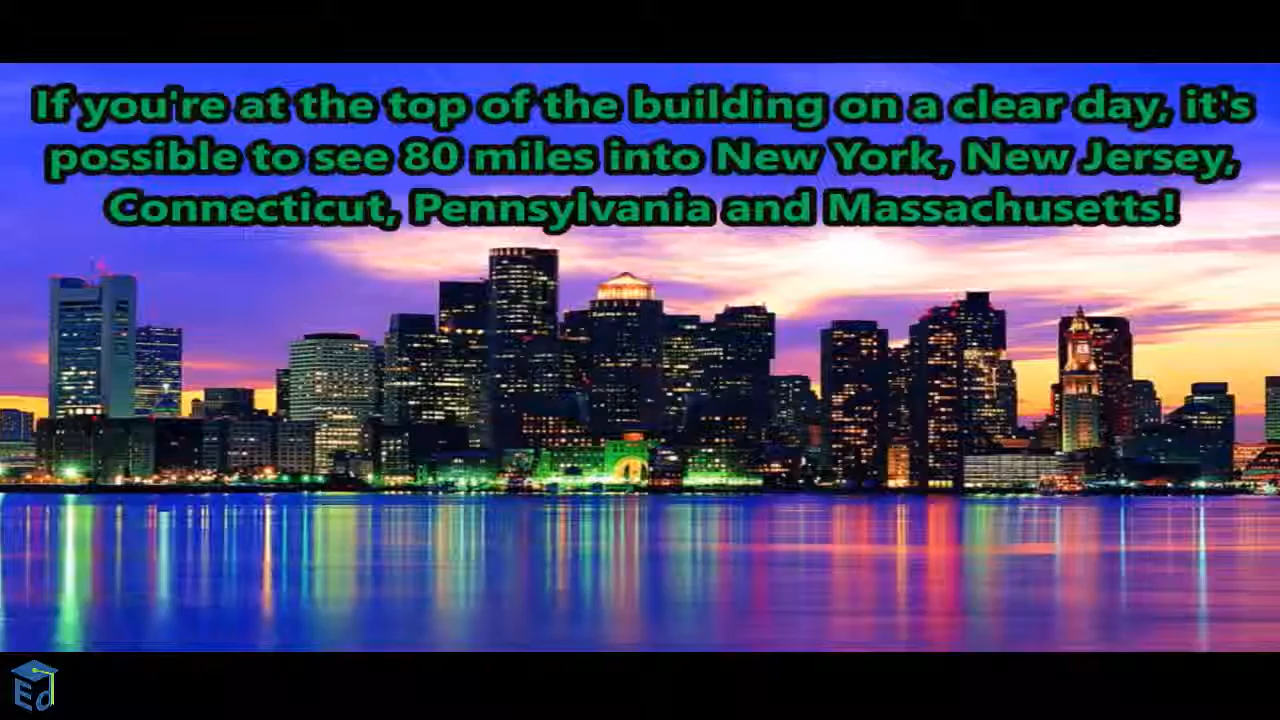 If you're at the top of the building on a clear day, it's
possible to see 80 miles into New York, New Jersey,
Connecticut, Pennsylvania and Massachusetts!
Ed